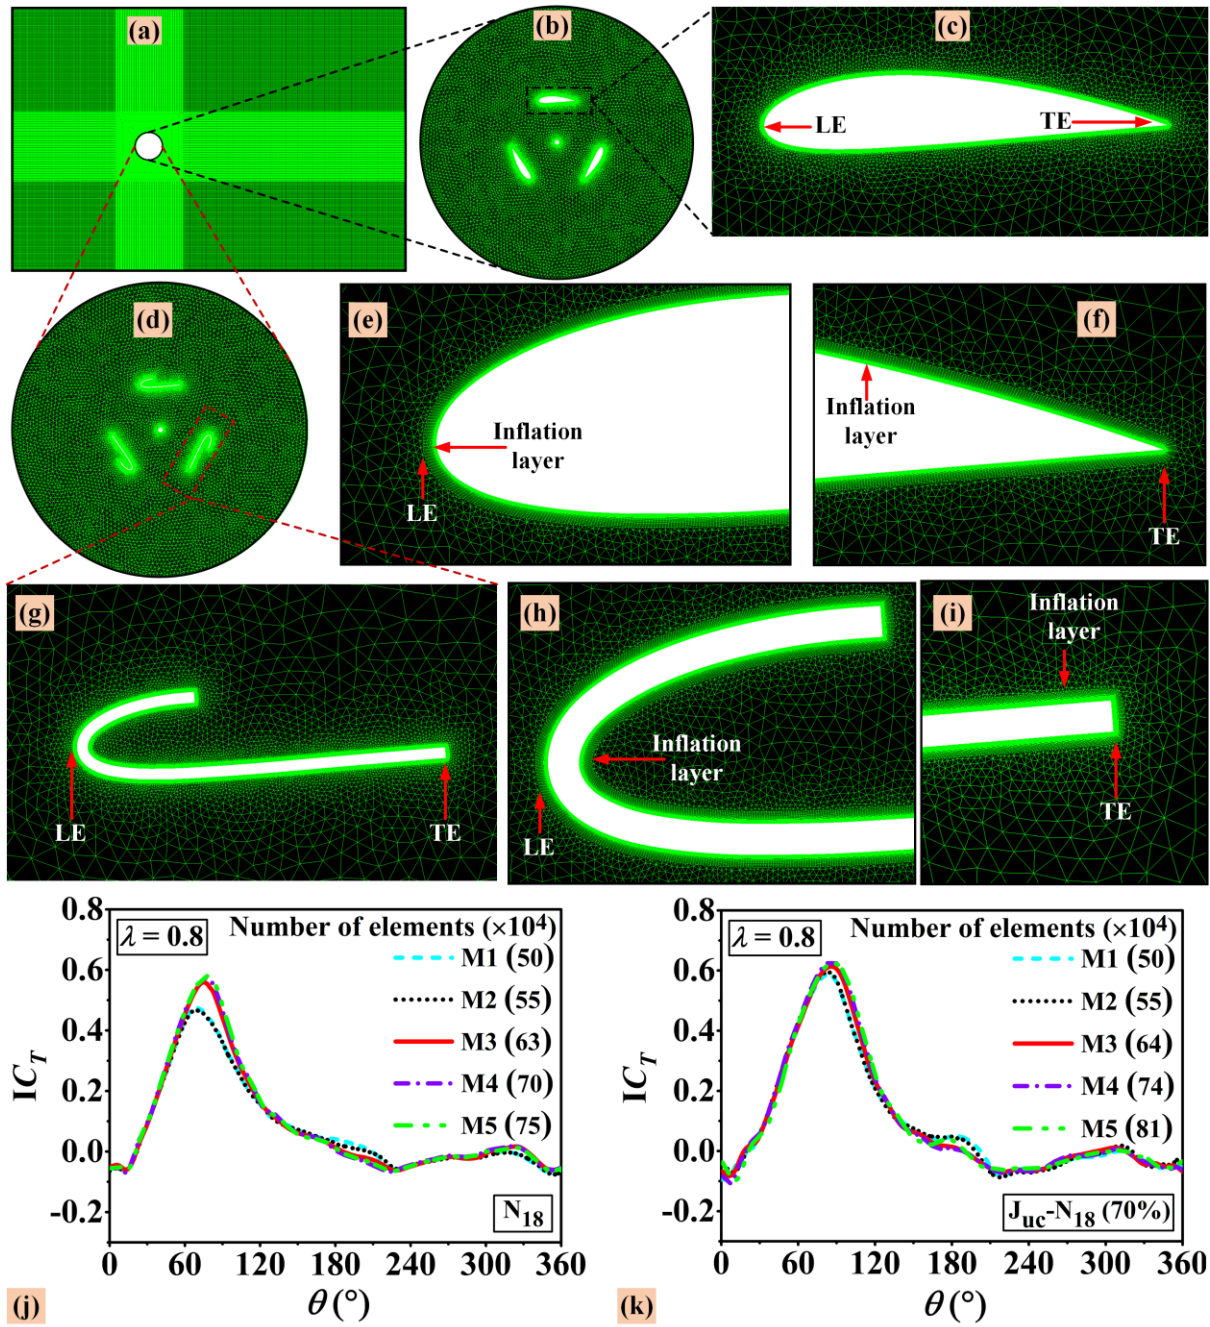 (a)
(b)
(c)
LE
TE
(d)
(e)
Inflation
layer
LE
(f)
Inflation
layer
TE
(g)
LE
TE
(h)
Inflation
layer
LE
(i)
Inflation
layer
TE
0.8
0.6
0.4
0.2
0.0
-0.2
IC_T
λ = 0.8
Number of elements (×10⁴)
M1 (50)
M2 (55)
M3 (63)
M4 (70)
M5 (75)
N₁₈
0 60 120 180 240 300 360
θ (°)
(j)
0.8
0.6
0.4
0.2
0.0
-0.2
IC_T
λ = 0.8
Number of elements (×10⁴)
M1 (50)
M2 (55)
M3 (64)
M4 (74)
M5 (81)
J_uc-N₁₈ (70%)
0 60 120 180 240 300 360
θ (°)
(k)